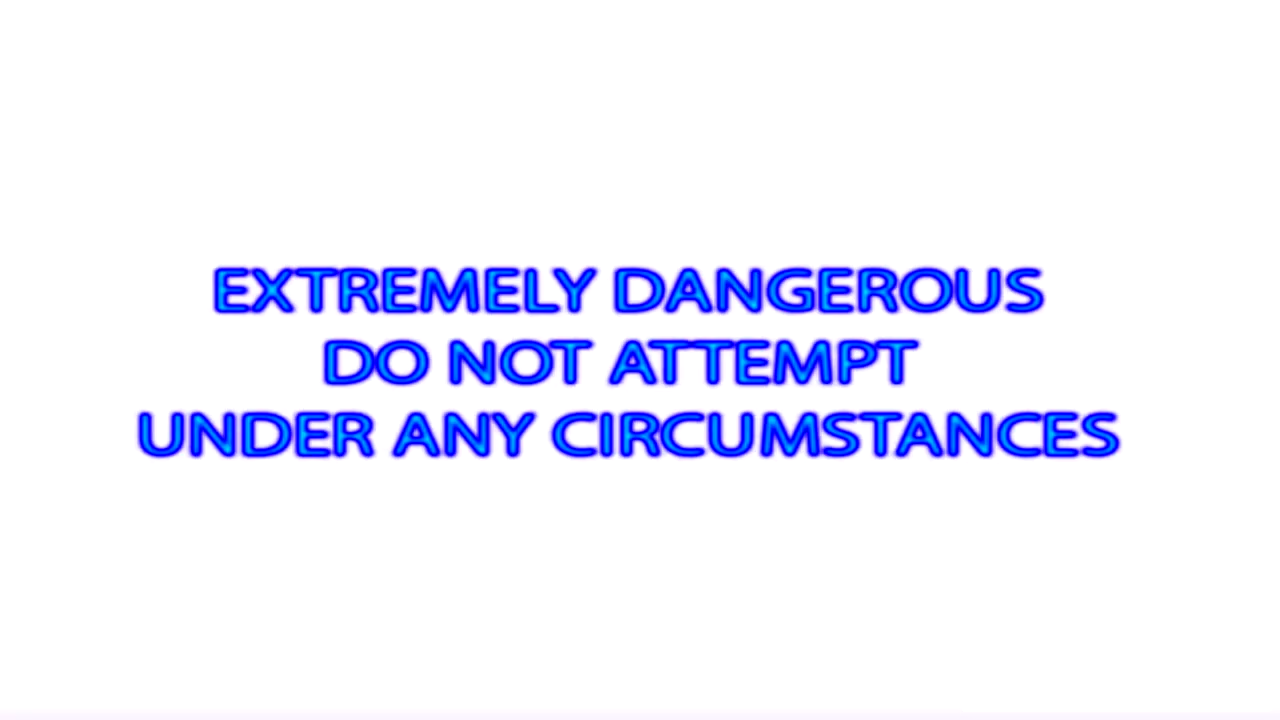 EXTREMELY DANGEROUS
DO NOT ATTEMPT
UNDER ANY CIRCUMSTANCES